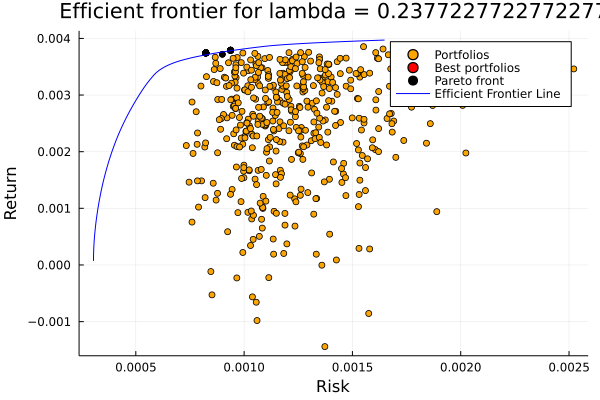 Efficient frontier for lambda = 0.2377227722772277
0.004
0.003
0.002
0.001
0.000
−0.001
Return
Portfolios
Best portfolios
Pareto front
Efficient Frontier Line
0.0005 0.0010 0.0015 0.0020 0.0025
Risk